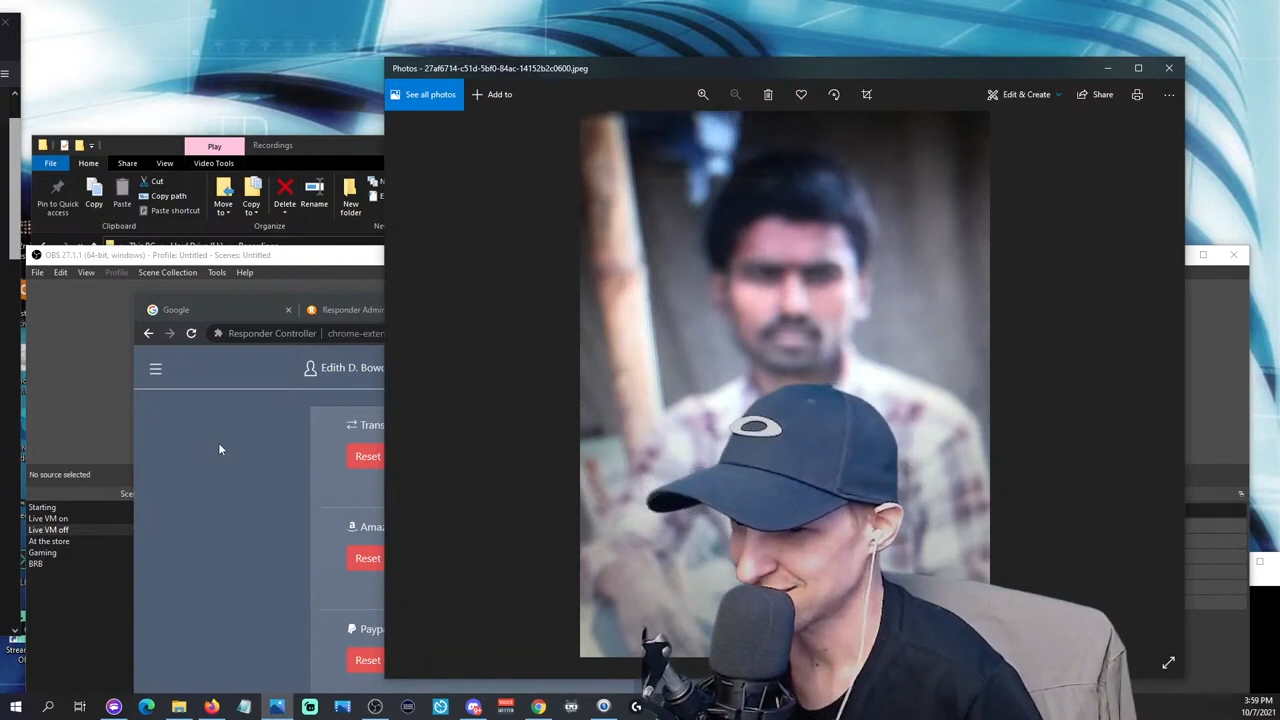 Photos - 27af6714-c51d-5bf0-84ac-14152b2c0600.jpeg
See all photos
Add to
Edit & Create
Share
Play
Recordings
File
Home
Share
View
Video Tools
Pin to Quick access
Copy
Paste
Cut
Copy path
Paste shortcut
Move to
Copy to
Delete
Rename
New folder
Clipboard
Organize
OBS 27.1.1 (64-bit, windows) - Profile: Untitled - Scenes: Untitled
File
Edit
View
Profile
Scene Collection
Tools
Help
Google
Responder Admi
Responder Controller
chrome-exten
Edith D. Bowd
Trans
Reset
Amaz
Reset
Payp
Reset
No source selected
Sce
Starting
Live VM on
Live VM off
At the store
Gaming
BRB
3:59 PM
10/7/2021